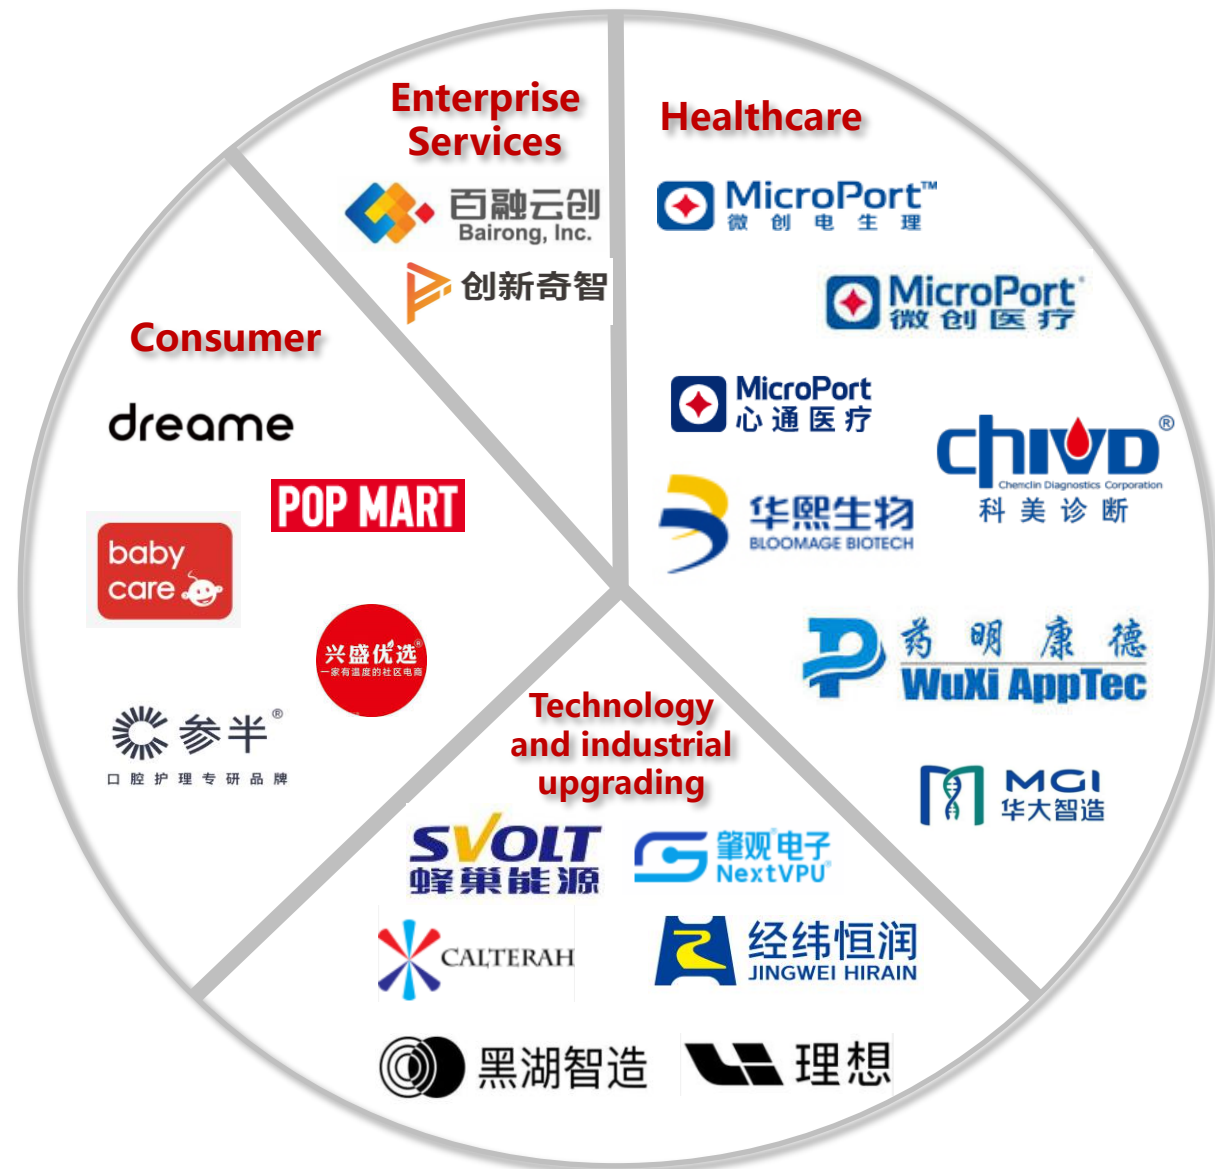 Enterprise
Services
百融云创
Bairong, Inc.
创新奇智
Healthcare
MicroPort™
微创电生理
MicroPort
微创医疗
MicroPort
心通医疗
chIVD®
Chemclin Diagnostics Corporation
科美诊断
华熙生物
BLOOMAGE BIOTECH
药明康德
WuXi AppTec
MGI
华大智造
Consumer
dreame
POP MART
baby
care
兴盛优选®
一家有温度的社区电商
参半®
口腔护理专研品牌
Technology
and industrial
upgrading
SVOLT
蜂巢能源
肇观电子
NextVPU
CALTERAH
经纬恒润
JINGWEI HIRAIN
黑湖智造
理想